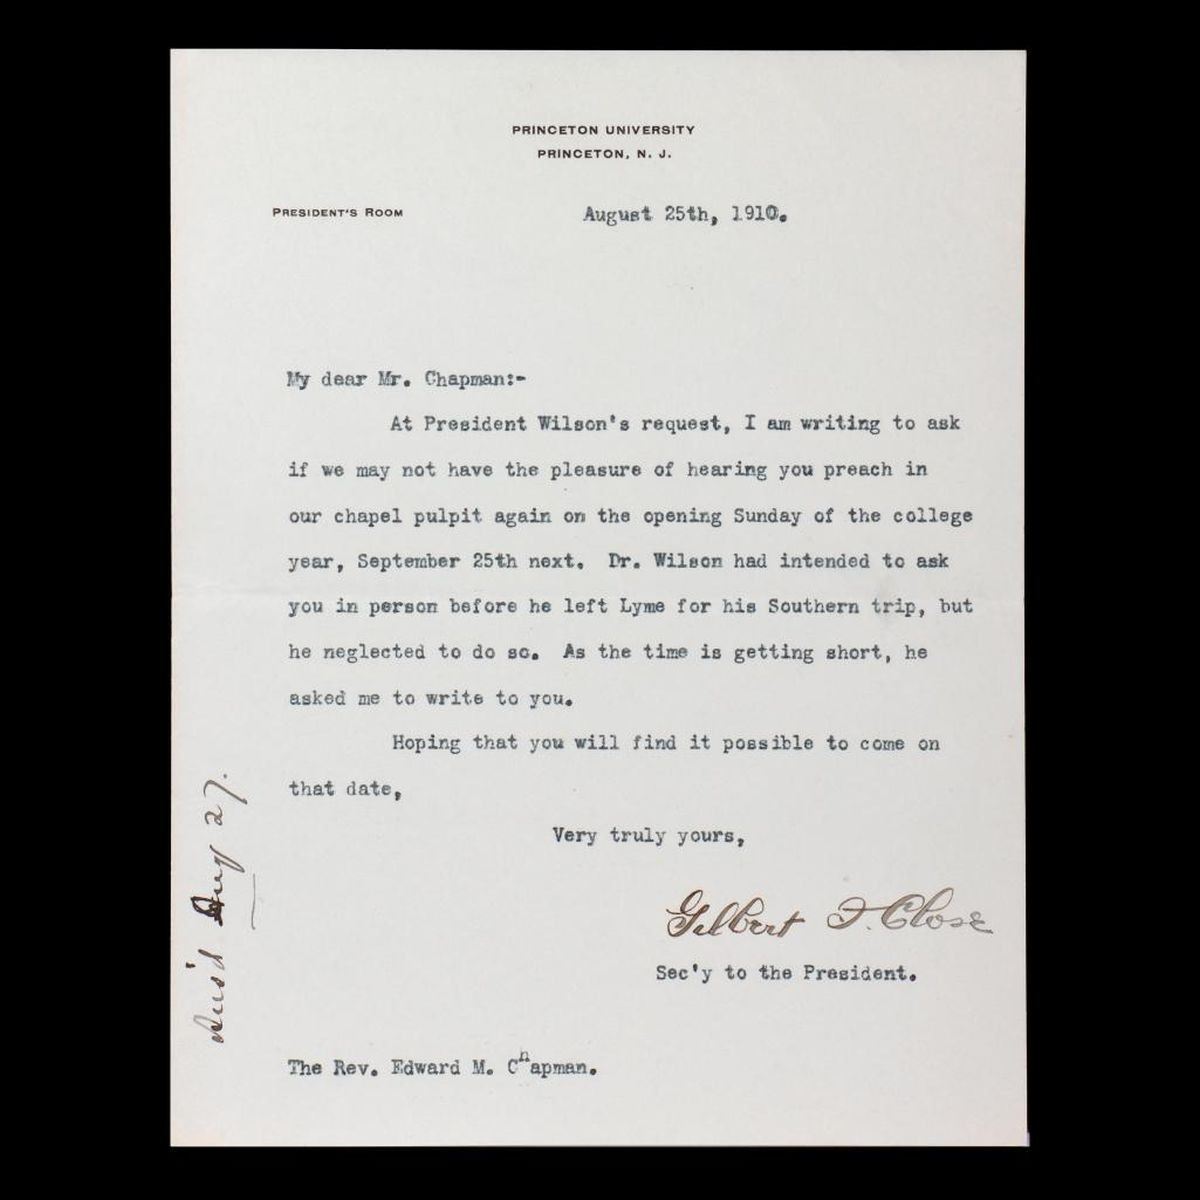 PRINCETON UNIVERSITY
PRINCETON, N. J.
PRESIDENT'S ROOM
August 25th, 1910.
My dear Mr. Chapman:-
At President Wilson's request, I am writing to ask
if we may not have the pleasure of hearing you preach in
our chapel pulpit again on the opening Sunday of the college
year, September 25th next. Dr. Wilson had intended to ask
you in person before he left Lyme for his Southern trip, but
he neglected to do so. As the time is getting short, he
asked me to write to you.
Hoping that you will find it possible to come on
that date,
Very truly yours,
Gilbert F. Close
Sec'y to the President.
The Rev. Edward M. Chapman.
Ans'd Aug 27.